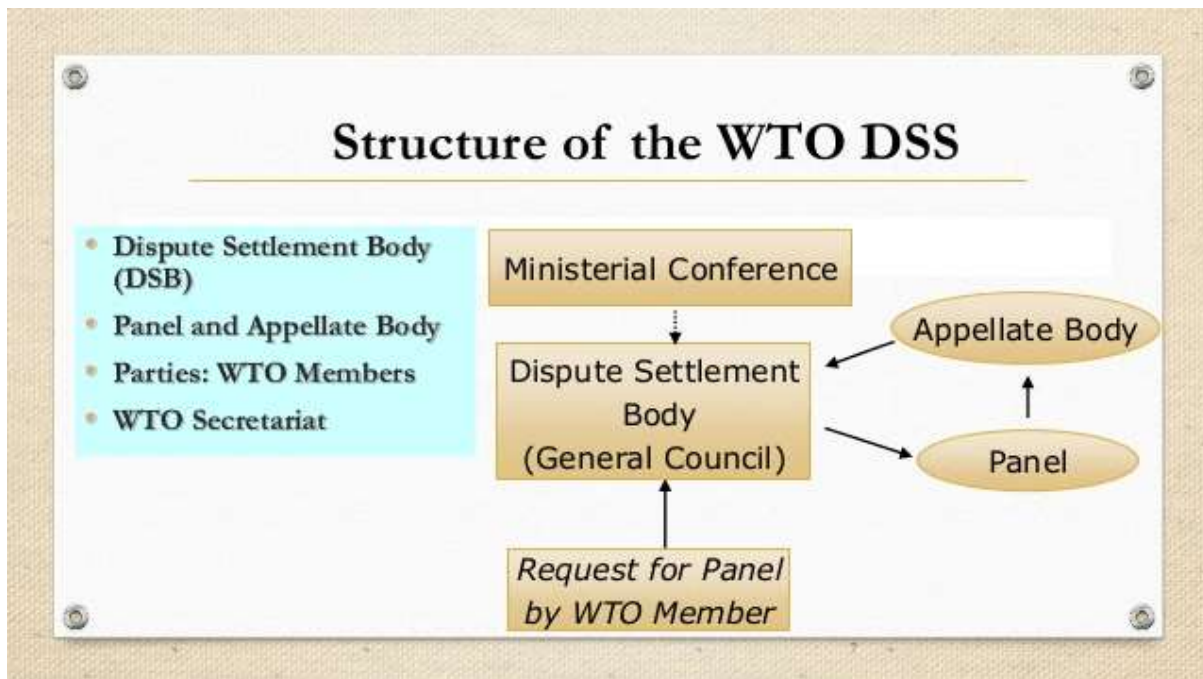 Structure of the WTO DSS
• Dispute Settlement Body
(DSB)
• Panel and Appellate Body
• Parties: WTO Members
• WTO Secretariat
Ministerial Conference
Dispute Settlement
Body
(General Council)
Appellate Body
Panel
Request for Panel
by WTO Member